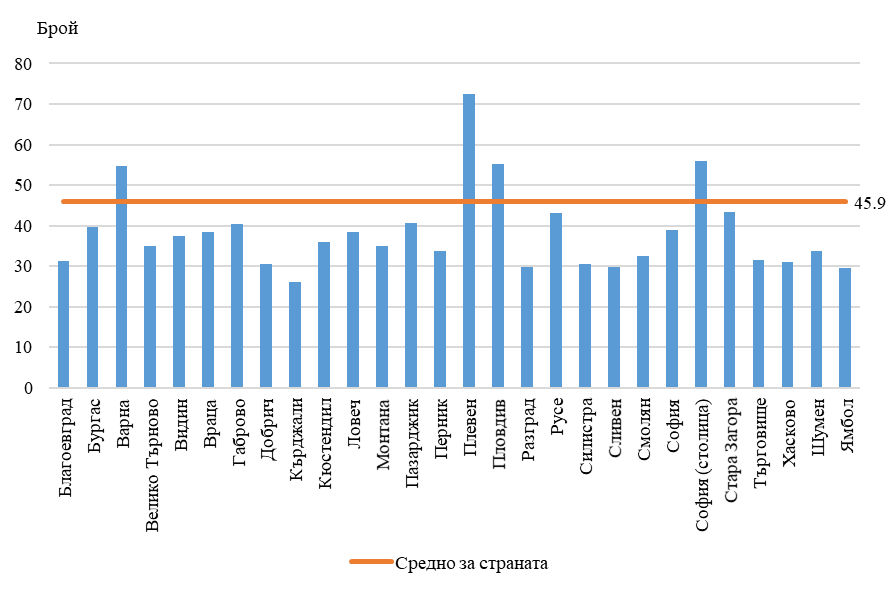 Брой
80
70
60
50
40
30
20
10
0
45.9
Благоевград
Бургас
Варна
Велико Търново
Видин
Враца
Габрово
Добрич
Кърджали
Кюстендил
Ловеч
Монтана
Пазарджик
Перник
Плевен
Пловдив
Разград
Русе
Силистра
Сливен
Смолян
София
София (столица)
Стара Загора
Търговище
Хасково
Шумен
Ямбол
Средно за страната